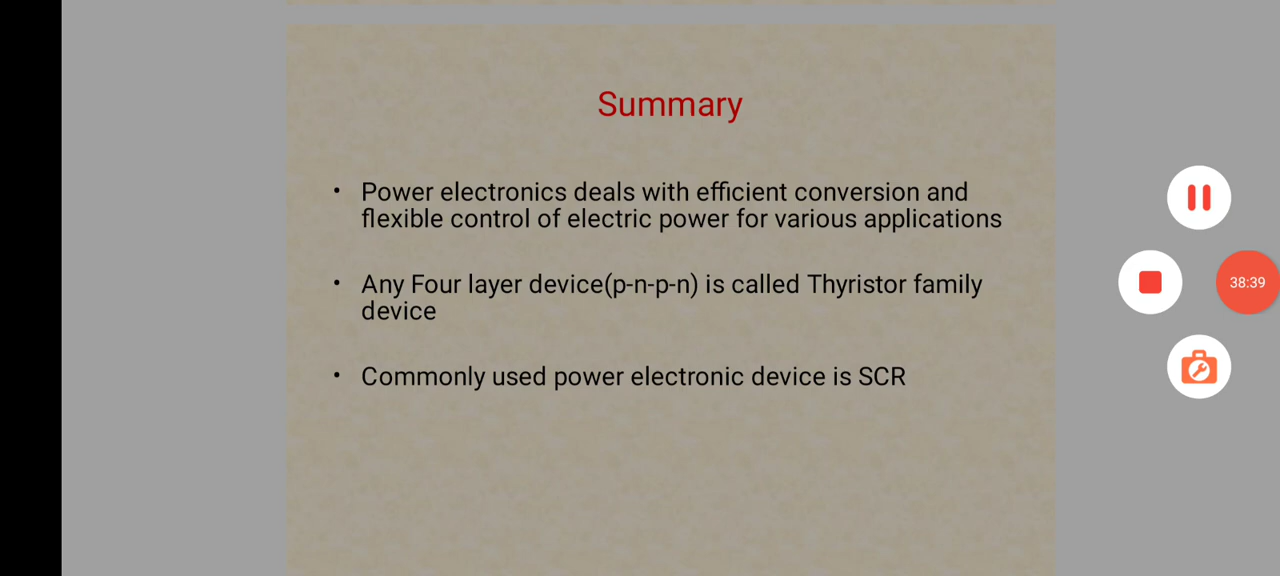 Summary
• Power electronics deals with efficient conversion and
flexible control of electric power for various applications
• Any Four layer device(p-n-p-n) is called Thyristor family
device
• Commonly used power electronic device is SCR
38:39